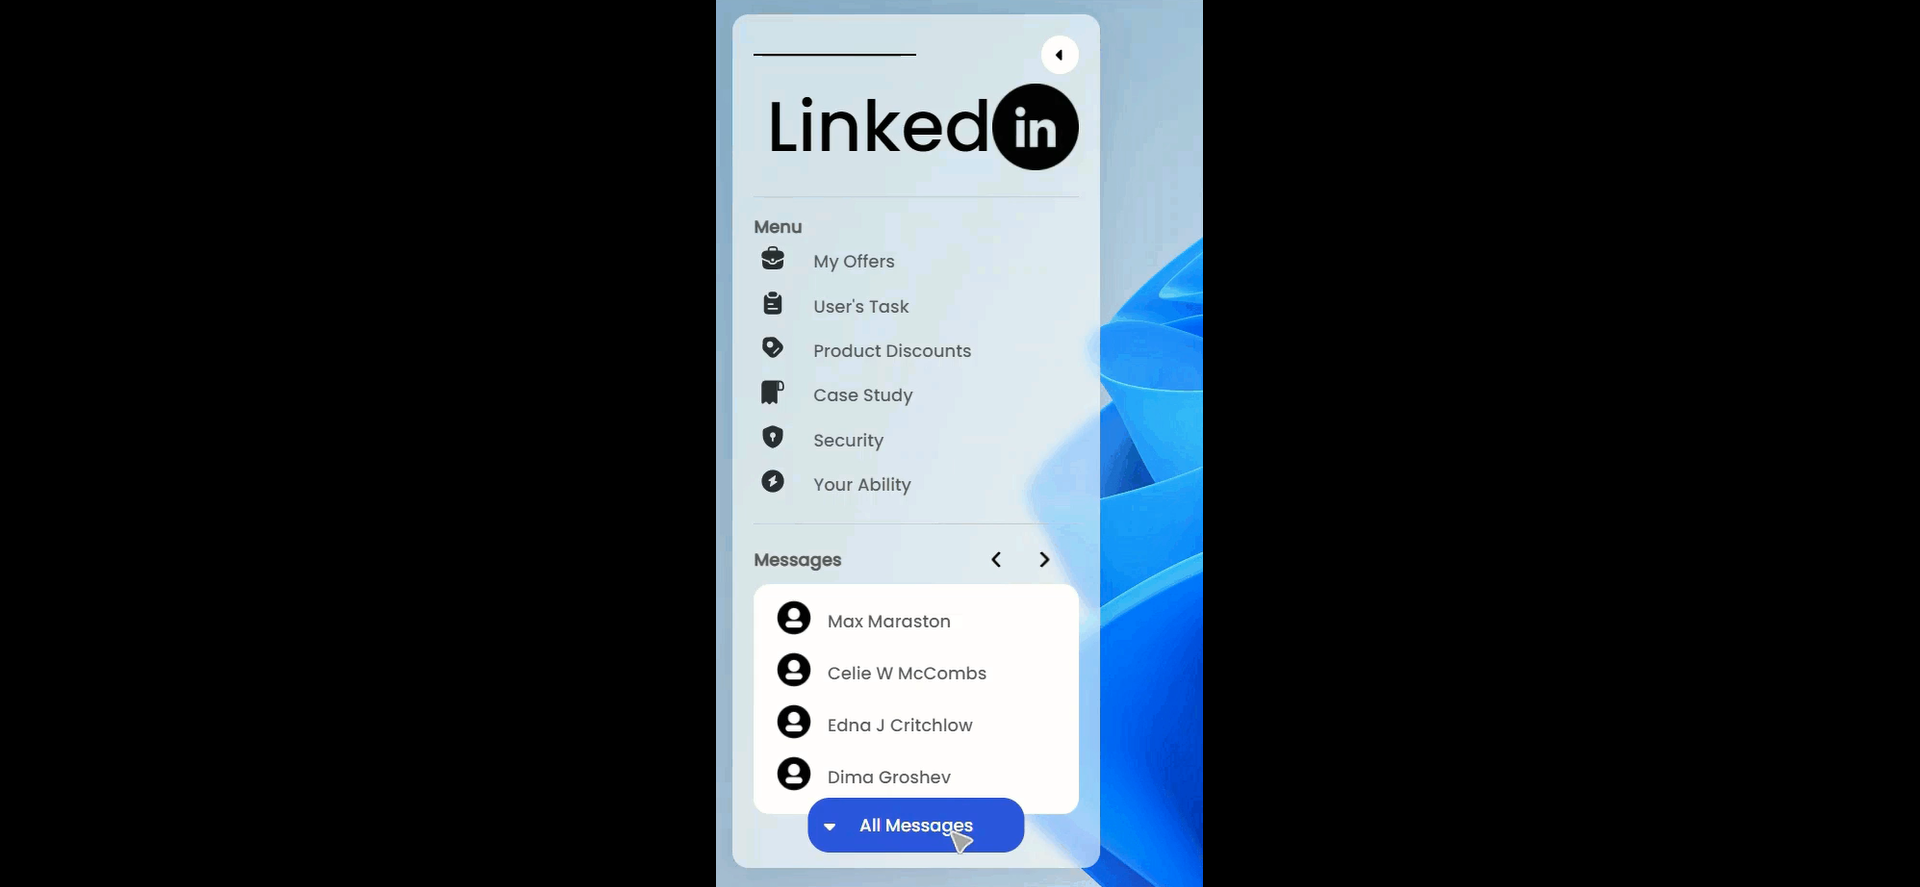 Linkedin
Menu
My Offers
User's Task
Product Discounts
Case Study
Security
Your Ability
Messages
Max Maraston
Celie W McCombs
Edna J Critchlow
Dima Groshev
All Messages